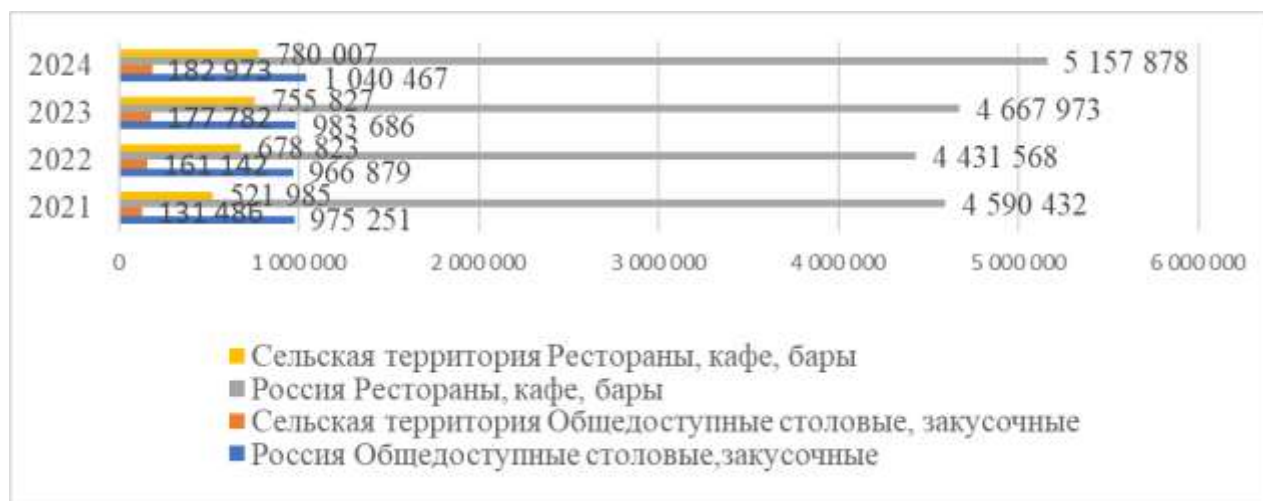 780 007
2024
5 157 878
182 973
1 040 467
755 827
2023
4 667 973
177 782
983 686
678 823
2022
4 431 568
161 142
966 879
521 985
2021
4 590 432
131 486
975 251
0 1 000 000 2 000 000 3 000 000 4 000 000 5 000 000 6 000 000
Сельская территория Рестораны, кафе, бары
Россия Рестораны, кафе, бары
Сельская территория Общедоступные столовые, закусочные
Россия Общедоступные столовые,закусочные